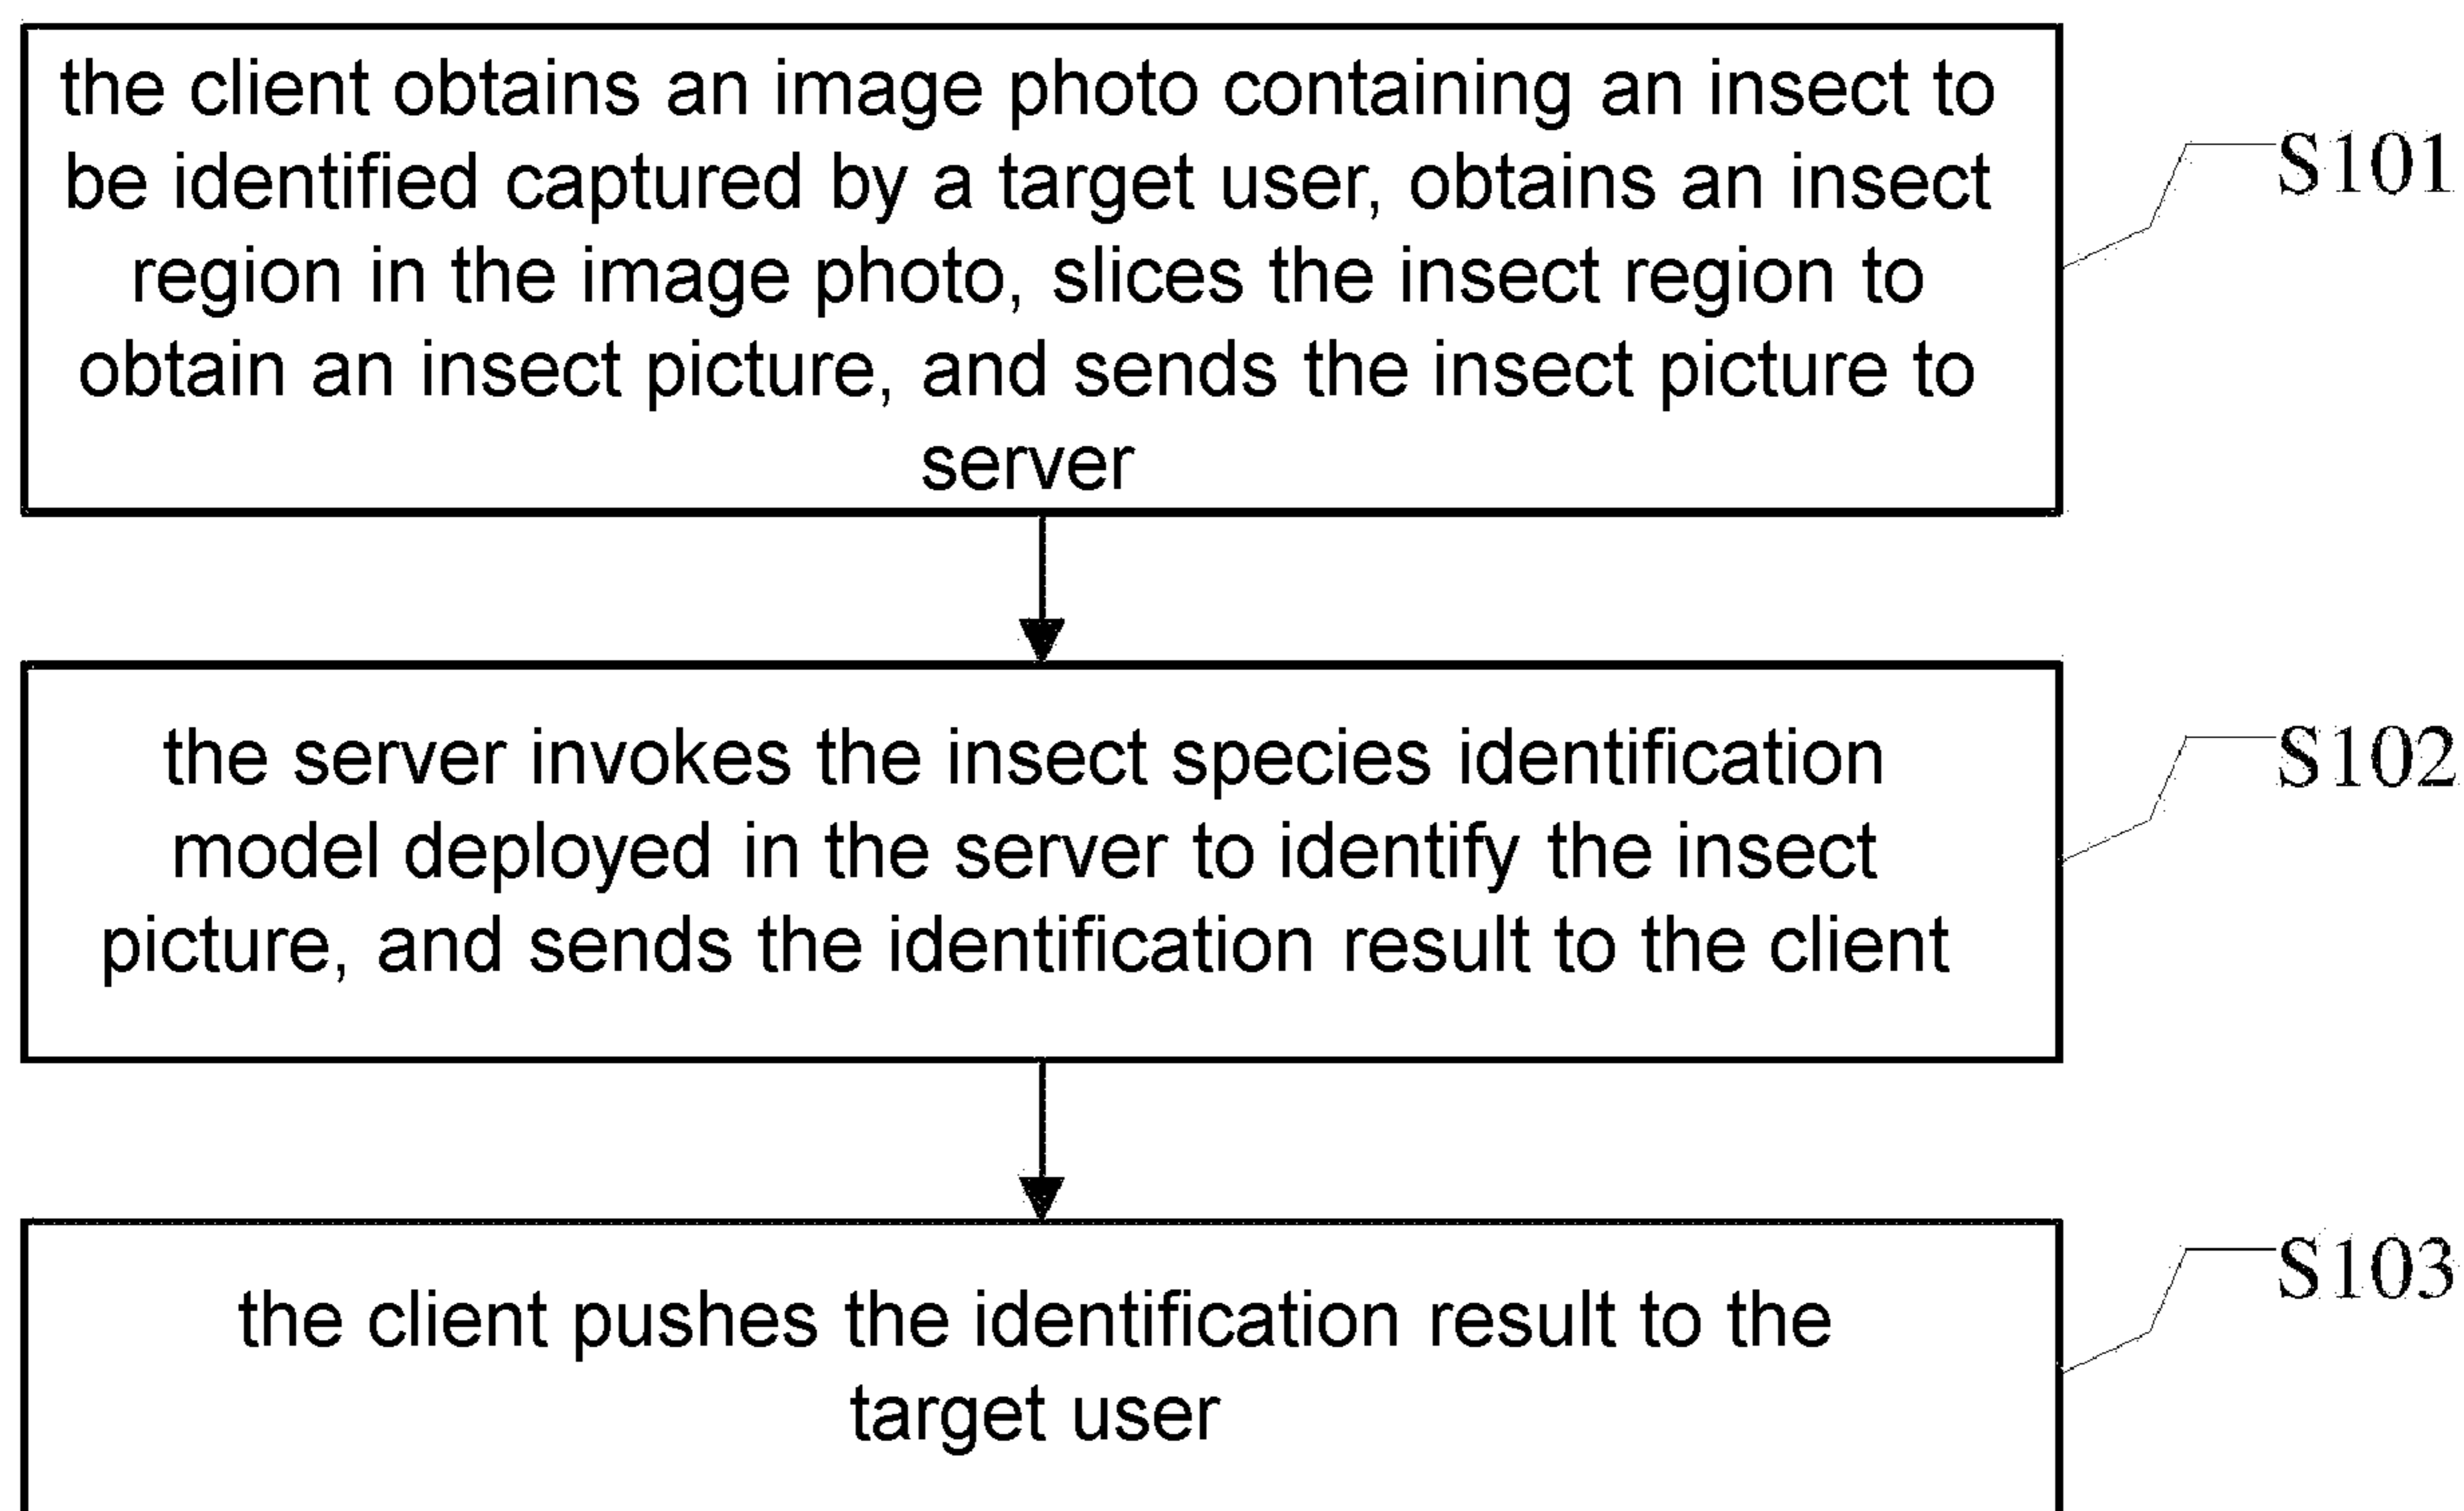 the client obtains an image photo containing an insect to
be identified captured by a target user, obtains an insect
region in the image photo, slices the insect region to
obtain an insect picture, and sends the insect picture to
server
S101
the server invokes the insect species identification
model deployed in the server to identify the insect
picture, and sends the identification result to the client
S102
the client pushes the identification result to the
target user
S103